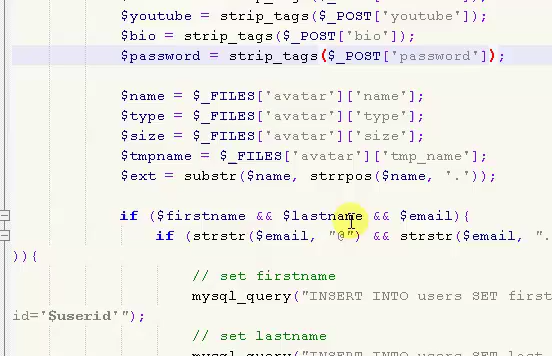 $youtube = strip_tags($_POST['youtube']);
$bio = strip_tags($_POST['bio']);
$password = strip_tags($_POST['password']);
$name = $_FILES['avatar']['name'];
$type = $_FILES['avatar']['type'];
$size = $_FILES['avatar']['size'];
$tmpname = $_FILES['avatar']['tmp_name'];
$ext = substr($name, strrpos($name, '.'));
if ($firstname && $lastname && $email){
if (strstr($email, "@") && strstr($email, ".
)){
// set firstname
mysql_query("INSERT INTO users SET first
id='$userid'");
// set lastname